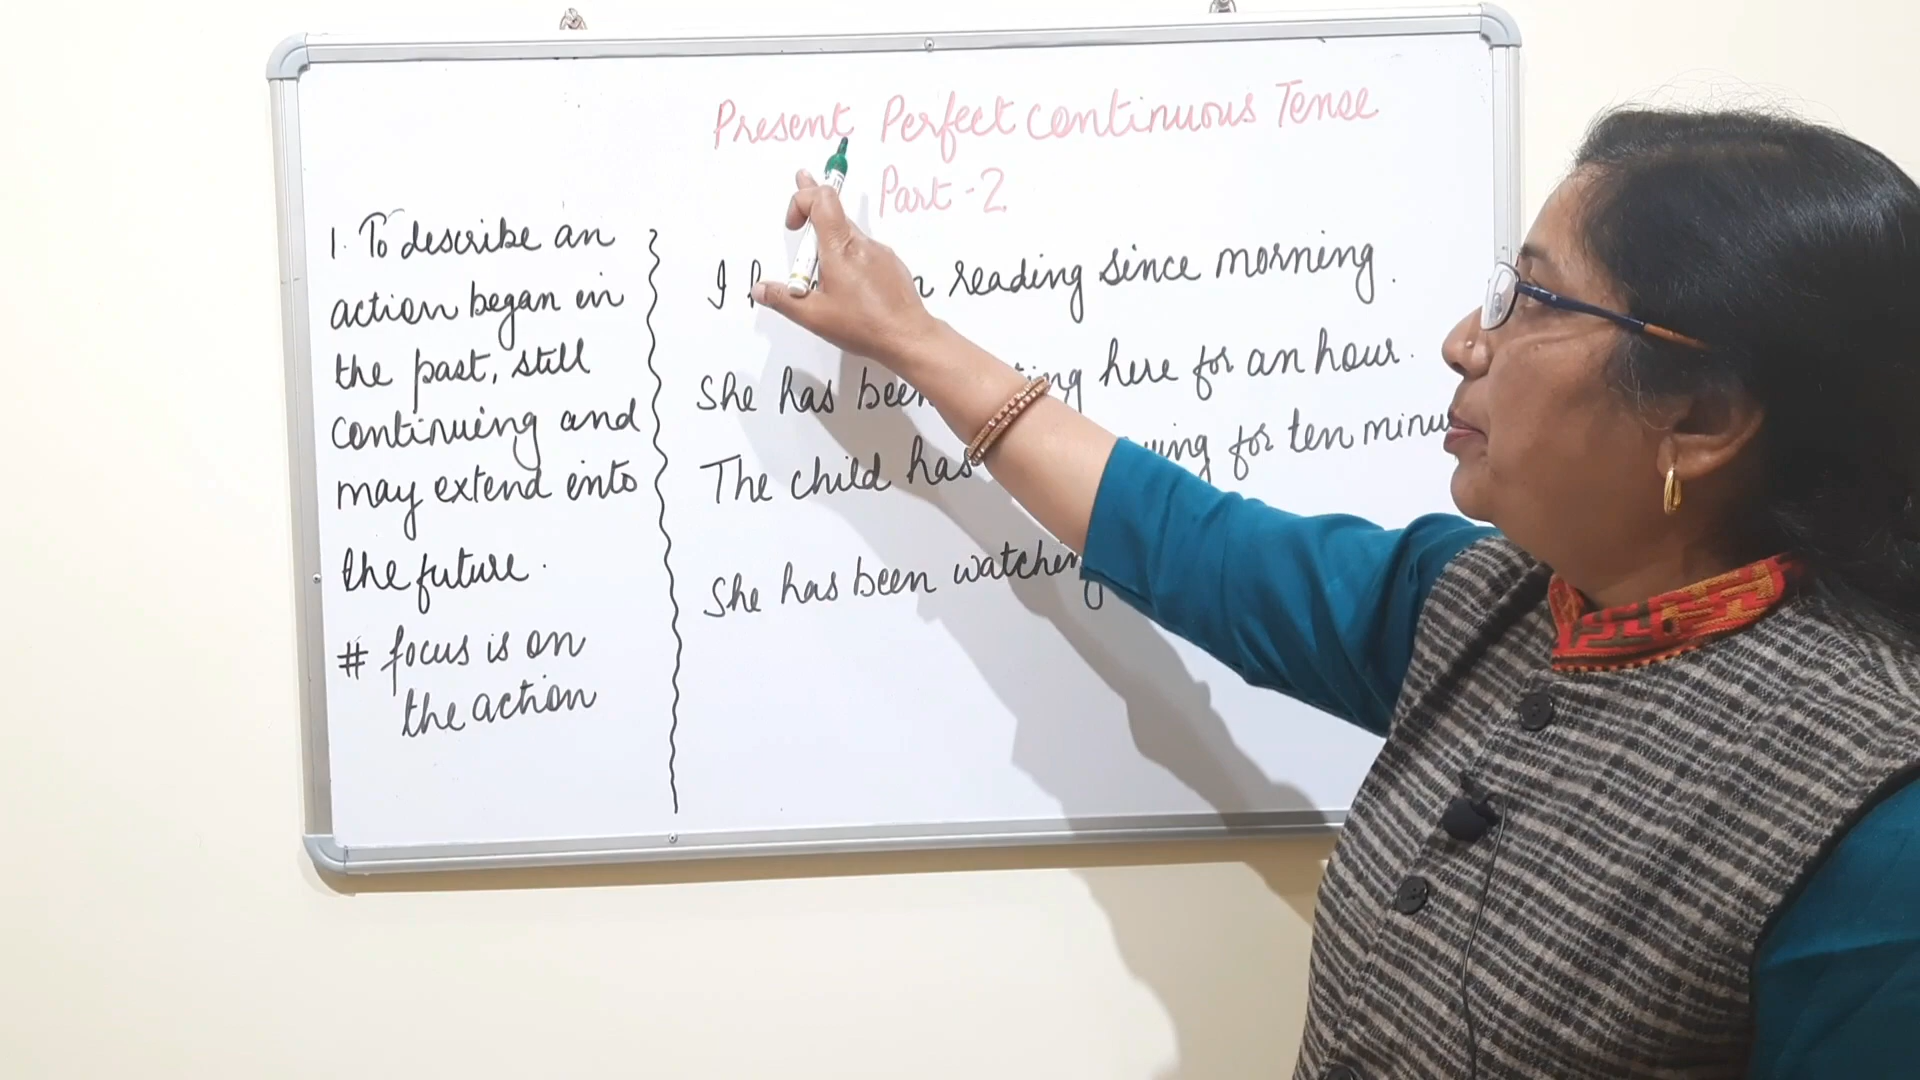 Present Perfect continuous Tense
Part - 2.
1. To describe an
action began in
the past, still
continuing and
may extend into
the future.
# focus is on
the action
I reading since morning.
She has been here for an hour.
The child has for ten
She has been